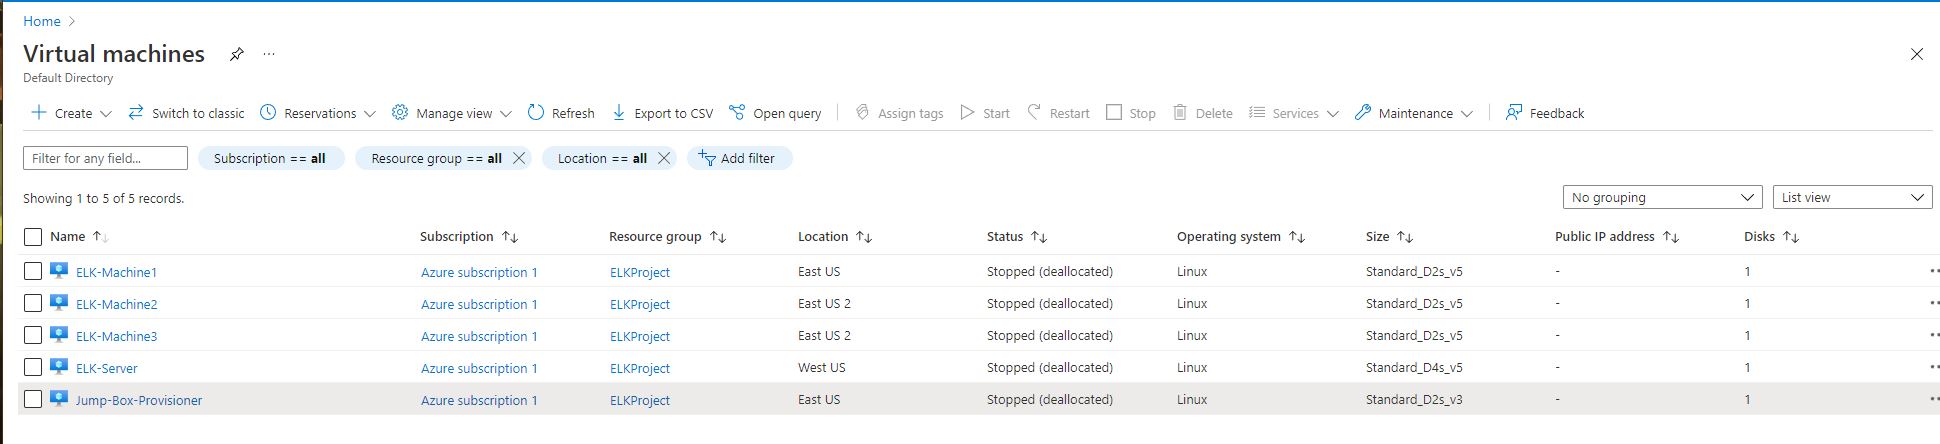 Home >
Virtual machines ...
Default Directory
+ Create Switch to classic Reservations Manage view Refresh Export to CSV Open query Assign tags Start Restart Stop Delete Services Maintenance Feedback
Filter for any field... Subscription == all Resource group == all Location == all Add filter
Showing 1 to 5 of 5 records. No grouping List view
Name Subscription Resource group Location Status Operating system Size Public IP address Disks
ELK-Machine1 Azure subscription 1 ELKProject East US Stopped (deallocated) Linux Standard_D2s_v5 - 1
ELK-Machine2 Azure subscription 1 ELKProject East US 2 Stopped (deallocated) Linux Standard_D2s_v5 - 1
ELK-Machine3 Azure subscription 1 ELKProject East US 2 Stopped (deallocated) Linux Standard_D2s_v5 - 1
ELK-Server Azure subscription 1 ELKProject West US Stopped (deallocated) Linux Standard_D4s_v5 - 1
Jump-Box-Provisioner Azure subscription 1 ELKProject East US Stopped (deallocated) Linux Standard_D2s_v3 - 1